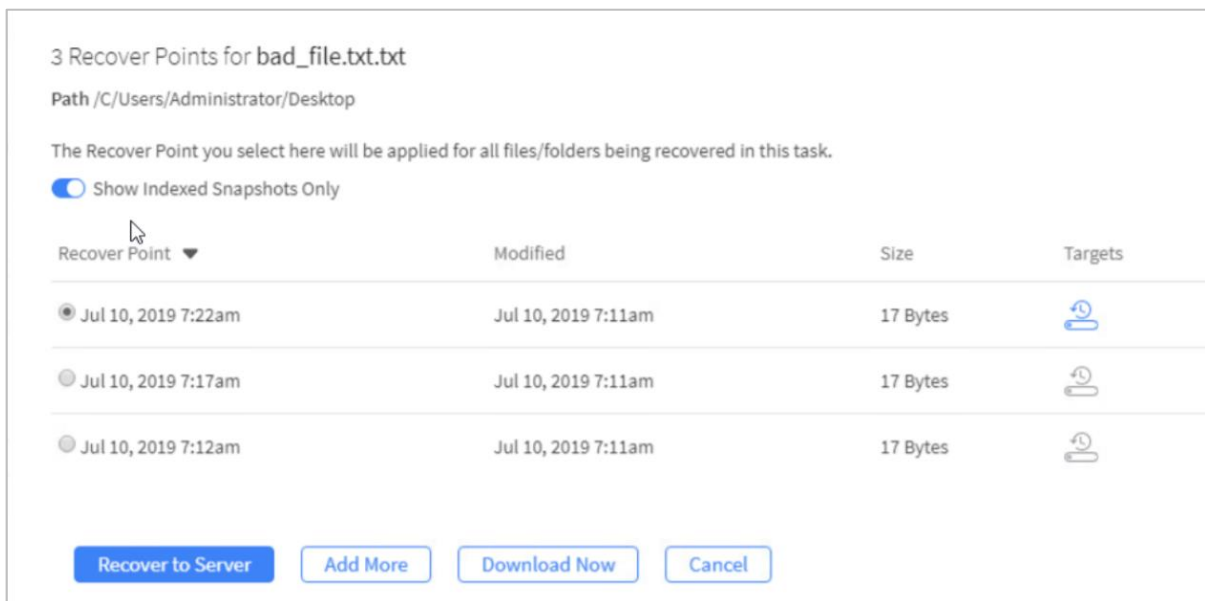 3 Recover Points for bad_file.txt.txt
Path /C/Users/Administrator/Desktop
The Recover Point you select here will be applied for all files/folders being recovered in this task.
Show Indexed Snapshots Only
Recover Point Modified Size Targets
Jul 10, 2019 7:22am Jul 10, 2019 7:11am 17 Bytes
Jul 10, 2019 7:17am Jul 10, 2019 7:11am 17 Bytes
Jul 10, 2019 7:12am Jul 10, 2019 7:11am 17 Bytes
Recover to Server Add More Download Now Cancel